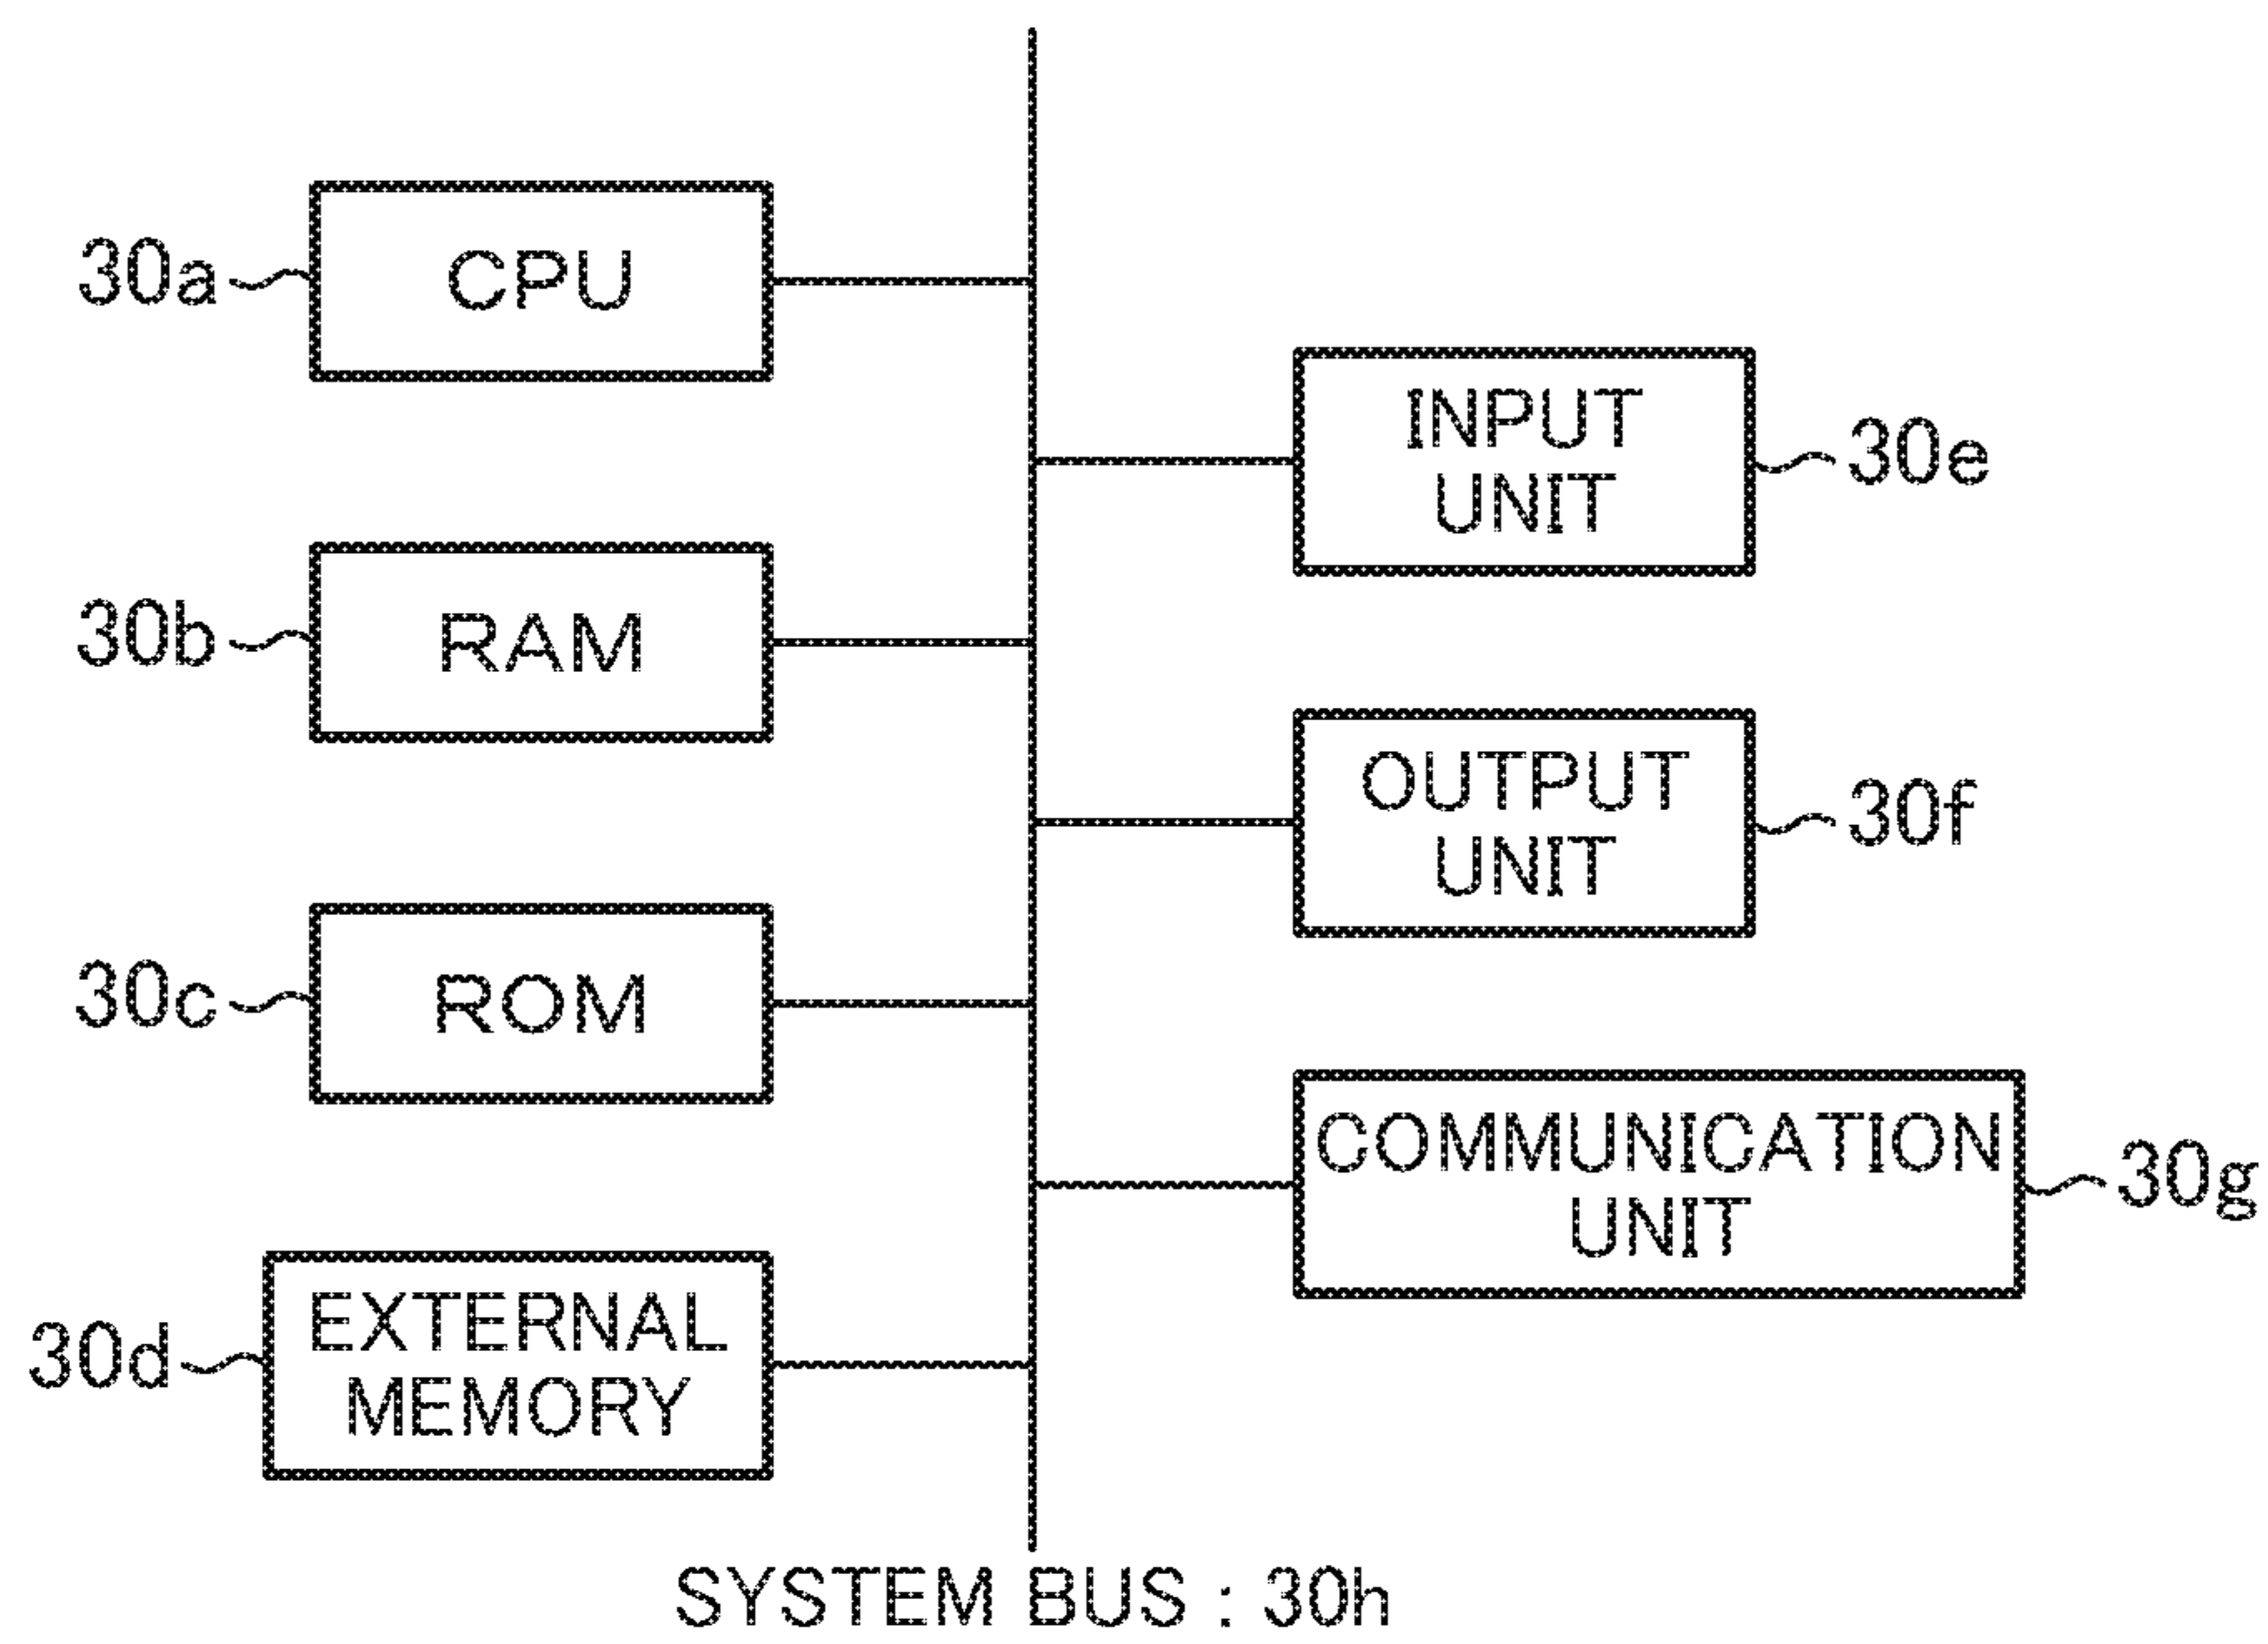 30a
CPU
INPUT
UNIT
30e
30b
RAM
OUTPUT
UNIT
30f
30c
ROM
COMMUNICATION
UNIT
30g
30d
EXTERNAL
MEMORY
SYSTEM BUS : 30h